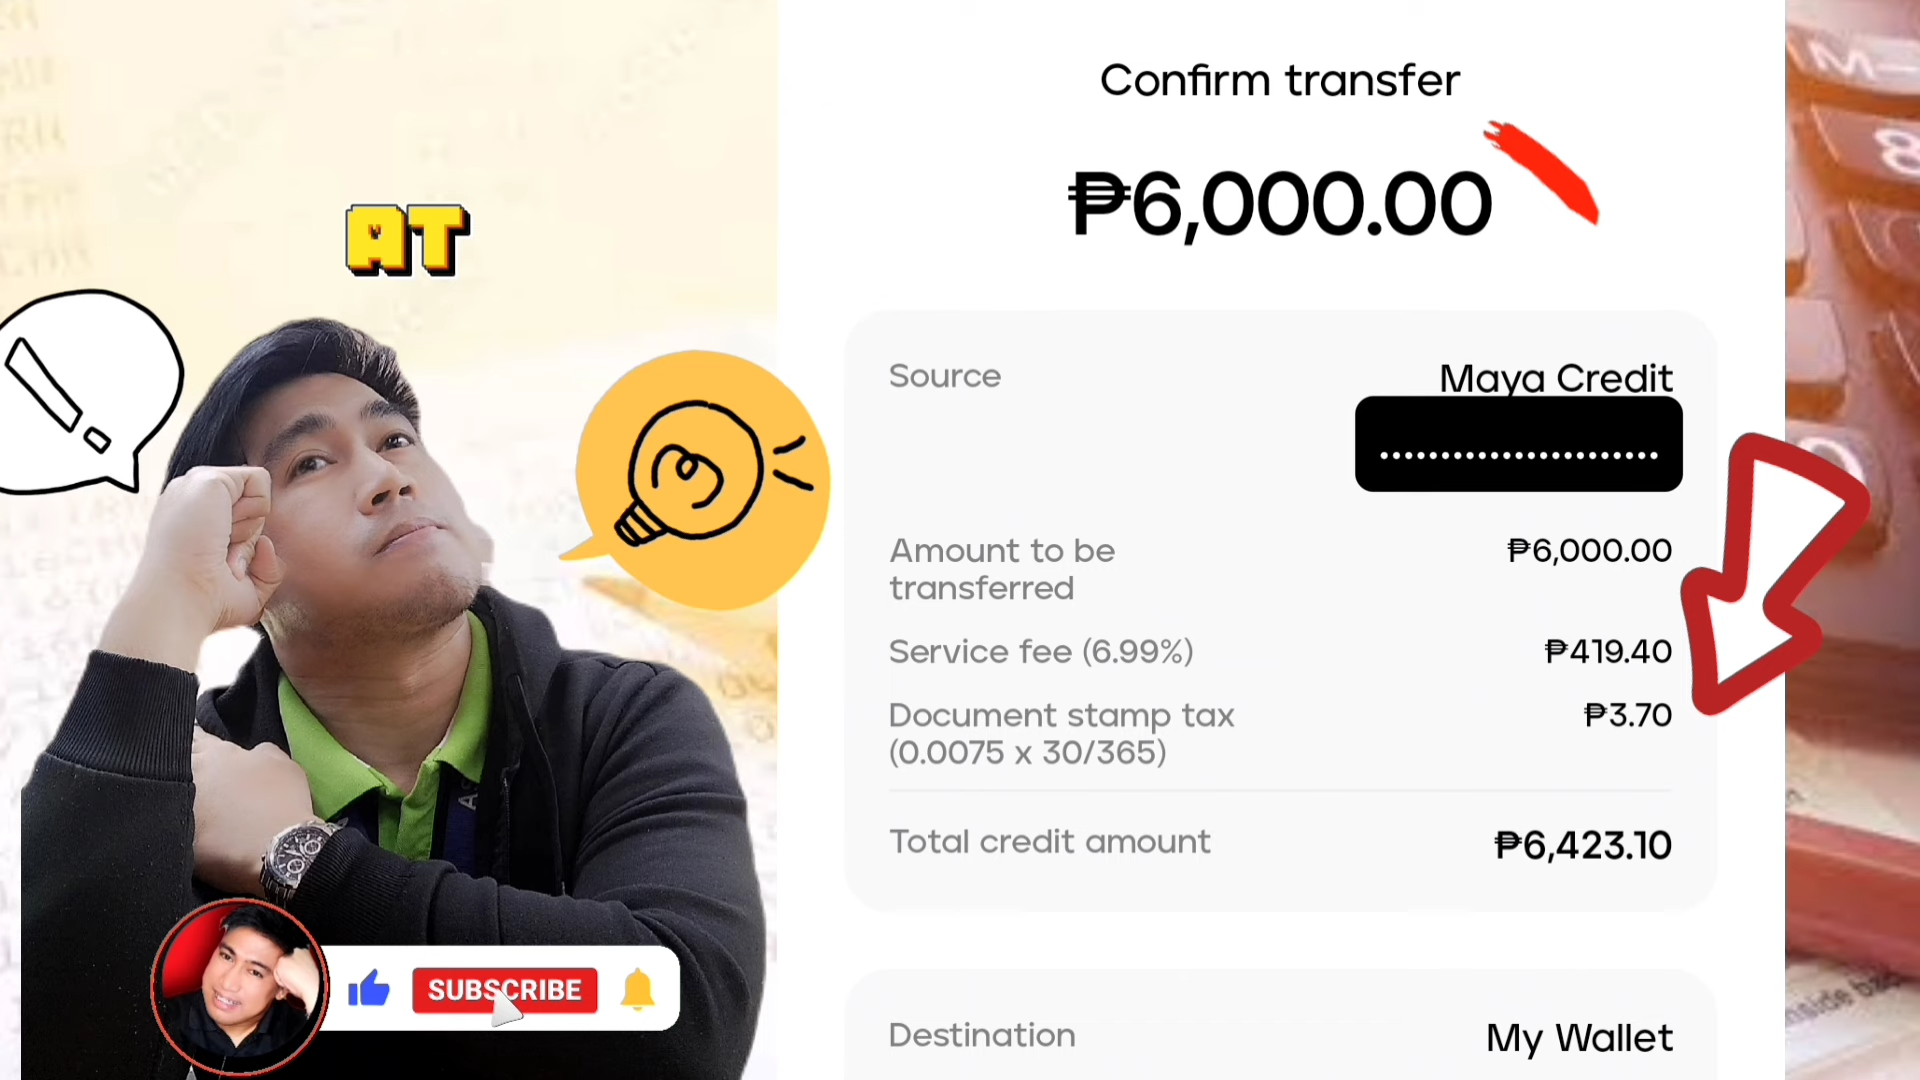 AT
SUBSCRIBE
Confirm transfer
₱6,000.00
Source
Maya Credit
Amount to be
transferred
₱6,000.00
Service fee (6.99%)
₱419.40
Document stamp tax
(0.0075 x 30/365)
₱3.70
Total credit amount
₱6,423.10
Destination
My Wallet
8